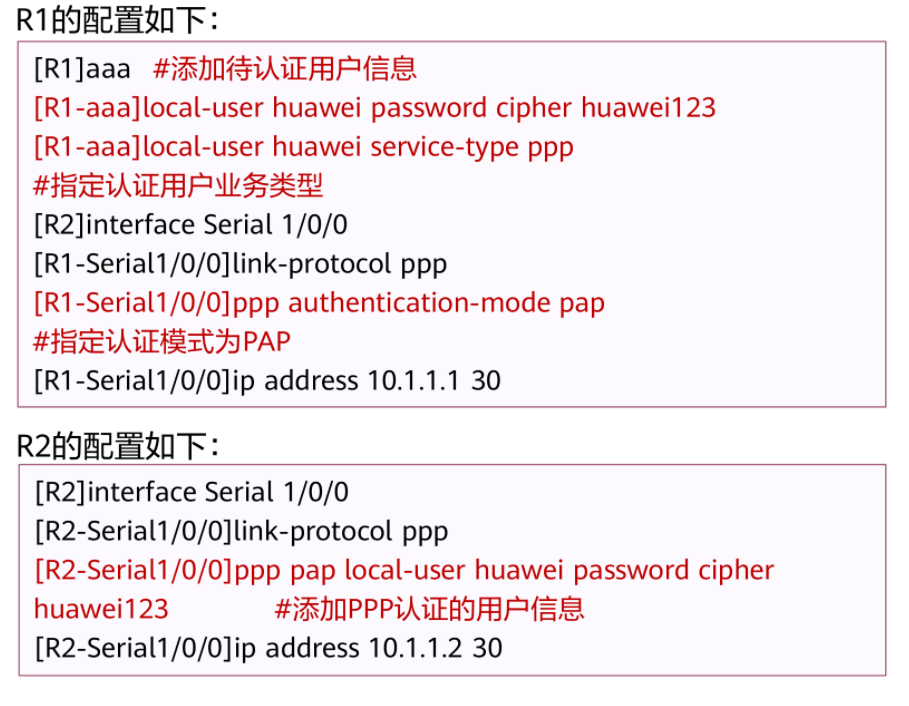 R1的配置如下：
[R1]aaa #添加待认证用户信息
[R1-aaa]local-user huawei password cipher huawei123
[R1-aaa]local-user huawei service-type ppp
#指定认证用户业务类型
[R2]interface Serial 1/0/0
[R1-Serial1/0/0]link-protocol ppp
[R1-Serial1/0/0]ppp authentication-mode pap
#指定认证模式为PAP
[R1-Serial1/0/0]ip address 10.1.1.1 30
R2的配置如下：
[R2]interface Serial 1/0/0
[R2-Serial1/0/0]link-protocol ppp
[R2-Serial1/0/0]ppp pap local-user huawei password cipher
huawei123 #添加PPP认证的用户信息
[R2-Serial1/0/0]ip address 10.1.1.2 30